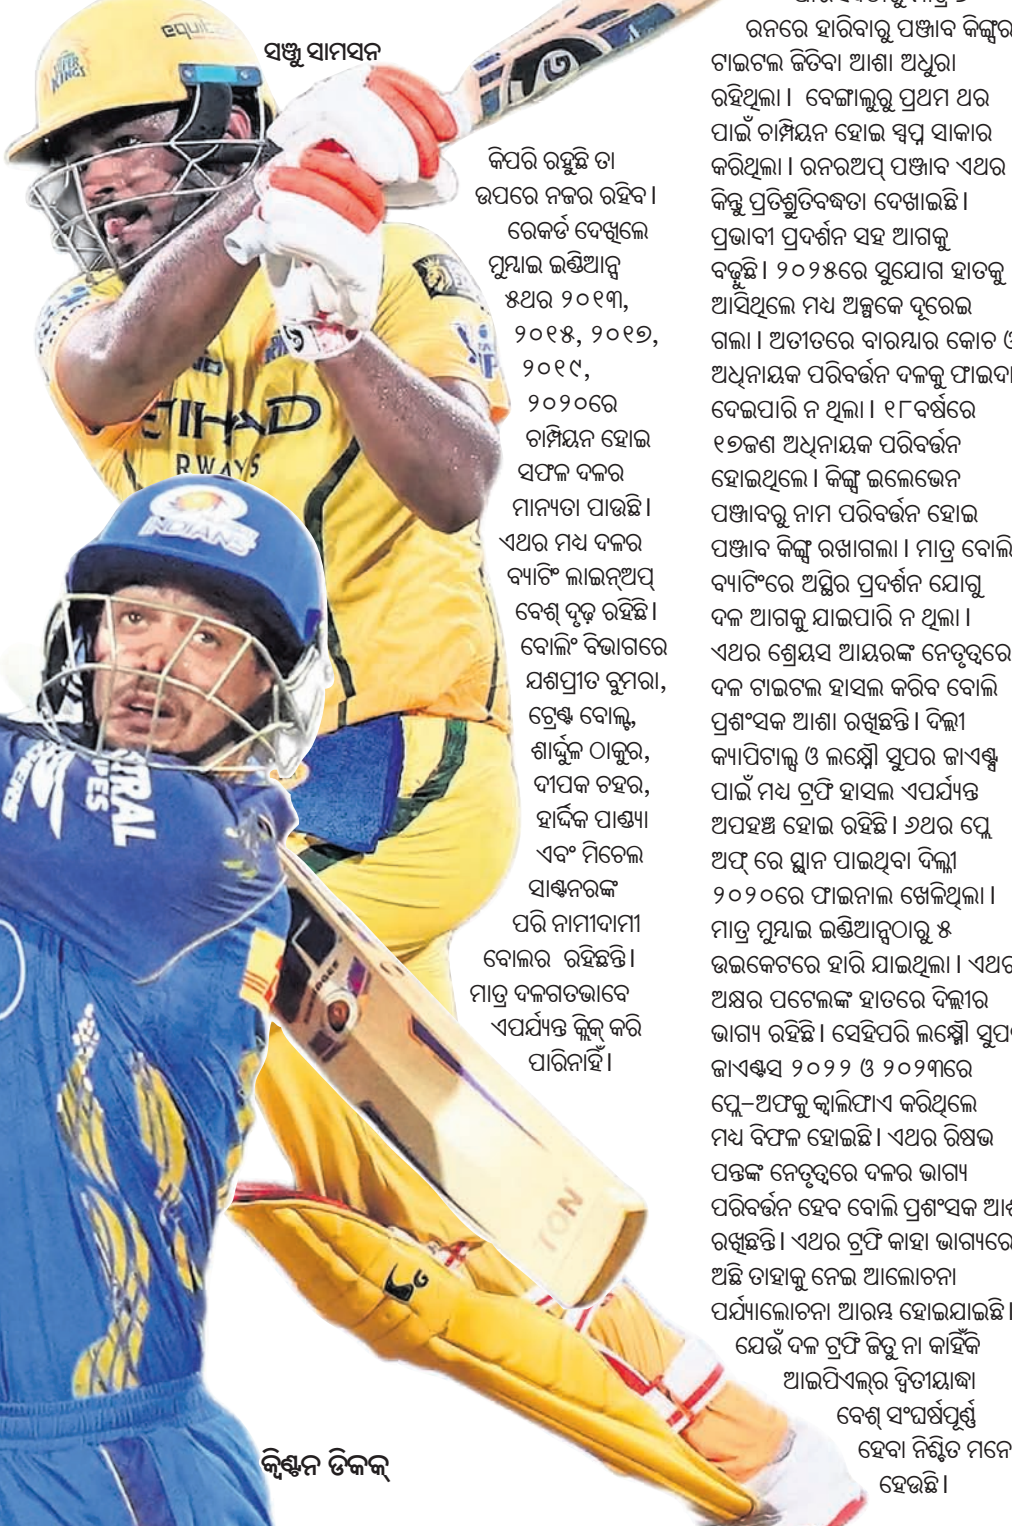 ସଞ୍ଜୁ ସାମସନ
କିପରି ରହୁଛି ତା
ଉପରେ ନଜର ରହିବ।
ରେକର୍ଡ ଦେଖିଲେ
ମୁମ୍ବାଇ ଇଣ୍ଡିଆନ୍ସ
୫ଥର ୨୦୧୩,
୨୦୧୫, ୨୦୧୭,
୨୦୧୯,
୨୦୨୦ରେ
ଚାମ୍ପିୟନ ହୋଇ
ସଫଳ ଦଳର
ମାନ୍ୟତା ପାଉଛି।
ଏଥର ମଧ୍ୟ ଦଳର
ବ୍ୟାଟିଂ ଲାଇନ୍‌ଅପ୍
ବେଶ୍ ଦୃଢ଼ ରହିଛି।
ବୋଲିଂ ବିଭାଗରେ
ଯଶପ୍ରୀତ ବୁମରା,
ଟ୍ରେଣ୍ଟ ବୋଲ୍ଟ,
ଶାର୍ଦ୍ଦୁଳ ଠାକୁର,
ଦୀପକ ଚହର,
ହାର୍ଦ୍ଦିକ ପାଣ୍ଡ୍ୟା
ଏବଂ ମିଚେଲ
ସାଣ୍ଟନରଙ୍କ
ପରି ନାମୀଦାମୀ
ବୋଲର ରହିଛନ୍ତି।
ମାତ୍ର ଦଳଗତଭାବେ
ଏପର୍ଯ୍ୟନ୍ତ କ୍ଲିକ୍ କରି
ପାରିନାହିଁ।
ରନରେ ହାରିବାରୁ ପଞ୍ଜାବ କିଙ୍ଗ୍ସର
ଟାଇଟଲ ଜିତିବା ଆଶା ଅଧୁରା
ରହିଥିଲା। ବେଙ୍ଗାଲୁରୁ ପ୍ରଥମ ଥର
ପାଇଁ ଚାମ୍ପିୟନ ହୋଇ ସ୍ୱପ୍ନ ସାକାର
କରିଥିଲା। ରନରଅପ୍ ପଞ୍ଜାବ ଏଥର
କିନ୍ତୁ ପ୍ରତିଶ୍ରୁତିବଦ୍ଧତା ଦେଖାଇଛି।
ପ୍ରଭାବୀ ପ୍ରଦର୍ଶନ ସହ ଆଗକୁ
ବଢ଼ୁଛି। ୨୦୨୫ରେ ସୁଯୋଗ ହାତକୁ
ଆସିଥିଲେ ମଧ୍ୟ ଅଳ୍ପକେ ଦୂରେଇ
ଗଲା। ଅତୀତରେ ବାରମ୍ବାର କୋଚ ଓ
ଅଧିନାୟକ ପରିବର୍ତ୍ତନ ଦଳକୁ ଫାଇଦା
ଦେଇପାରି ନ ଥିଲା। ୧୮ବର୍ଷରେ
୧୭ଜଣ ଅଧିନାୟକ ପରିବର୍ତ୍ତନ
ହୋଇଥିଲେ। କିଙ୍ଗ୍ସ ଇଲେଭେନ
ପଞ୍ଜାବରୁ ନାମ ପରିବର୍ତ୍ତନ ହୋଇ
ପଞ୍ଜାବ କିଙ୍ଗ୍ସ ରଖାଗଲା। ମାତ୍ର ବୋଲିଂ
ବ୍ୟାଟିଂରେ ଅସ୍ଥିର ପ୍ରଦର୍ଶନ ଯୋଗୁ
ଦଳ ଆଗକୁ ଯାଇପାରି ନ ଥିଲା।
ଏଥର ଶ୍ରେୟସ ଆୟରଙ୍କ ନେତୃତ୍ୱରେ
ଦଳ ଟାଇଟଲ ହାସଲ କରିବ ବୋଲି
ପ୍ରଶଂସକ ଆଶା ରଖିଛନ୍ତି। ଦିଲ୍ଲୀ
କ୍ୟାପିଟାଲ୍ସ ଓ ଲକ୍ଷ୍ନୌ ସୁପର ଜାଏଣ୍ଟ୍ସ
ପାଇଁ ମଧ୍ୟ ଟ୍ରଫି ହାସଲ ଏପର୍ଯ୍ୟନ୍ତ
ଅପହଞ୍ଚ ହୋଇ ରହିଛି। ୬ଥର ପ୍ଲେ
ଅଫ୍ ରେ ସ୍ଥାନ ପାଇଥିବା ଦିଲ୍ଲୀ
୨୦୨୦ରେ ଫାଇନାଲ ଖେଳିଥିଲା।
ମାତ୍ର ମୁମ୍ବାଇ ଇଣ୍ଡିଆନ୍ସଠାରୁ ୫
ଉଇକେଟରେ ହାରି ଯାଇଥିଲା। ଏଥର
ଅକ୍ଷର ପଟେଲଙ୍କ ହାତରେ ଦିଲ୍ଲୀର
ଭାଗ୍ୟ ରହିଛି। ସେହିପରି ଲକ୍ଷ୍ନୌ ସୁପର
ଜାଏଣ୍ଟସ ୨୦୨୨ ଓ ୨୦୨୩ରେ
ପ୍ଲେ-ଅଫକୁ କ୍ୱାଲିଫାଏ କରିଥିଲେ
ମଧ୍ୟ ବିଫଳ ହୋଇଛି। ଏଥର ରିଷଭ
ପନ୍ତଙ୍କ ନେତୃତ୍ୱରେ ଦଳର ଭାଗ୍ୟ
ପରିବର୍ତ୍ତନ ହେବ ବୋଲି ପ୍ରଶଂସକ ଆଶା
ରଖିଛନ୍ତି। ଏଥର ଟ୍ରଫି କାହା ଭାଗ୍ୟରେ
ଅଛି ତାହାକୁ ନେଇ ଆଲୋଚନା
ପର୍ଯ୍ୟାଲୋଚନା ଆରମ୍ଭ ହୋଇଯାଇଛି।
ଯେଉଁ ଦଳ ଟ୍ରଫି ଜିତୁ ନା କାହିଁକି
ଆଇପିଏଲ୍‌ର ଦ୍ୱିତୀୟାଦ୍ଧା
ବେଶ୍ ସଂଘର୍ଷପୂର୍ଣ୍ଣ
ହେବା ନିଶ୍ଚିତ ମନେ
ହେଉଛି।
ETIHAD
RWAYS
INDIANS
TON
SG
କ୍ୱିଣ୍ଟନ ଡିକକ୍